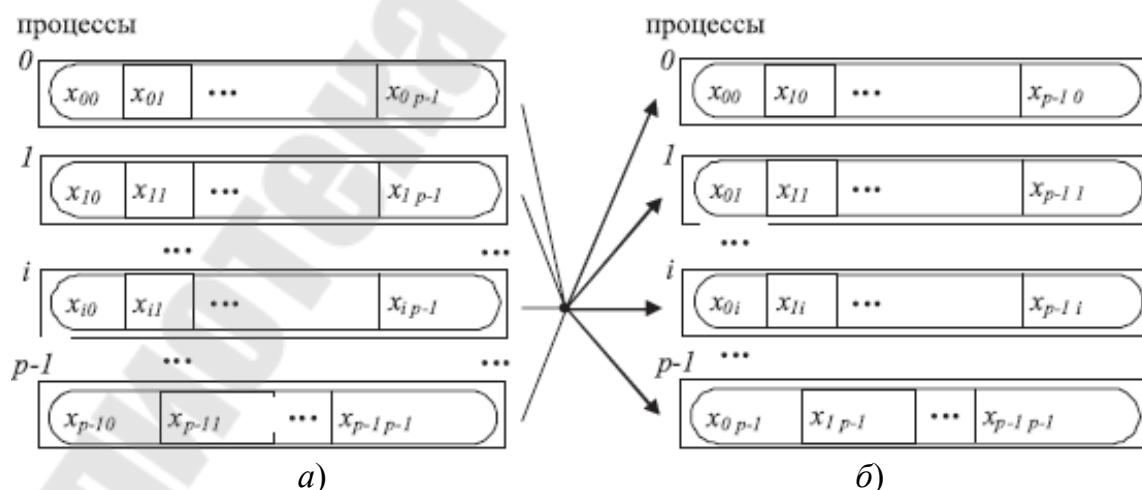 процессы процессы
0 0
x00 x01 ... x0 p-1 x00 x10 ... xp-1 0
1 1
x10 x11 ... x1 p-1 x01 x11 ... xp-1 1
... ... ...
i i
xi0 xi1 ... xi p-1 x0i x1i ... xp-1 i
... ... ...
p-1 p-1
xp-10 xp-11 ... xp-1 p-1 x0 p-1 x1 p-1 ... xp-1 p-1
а) б)